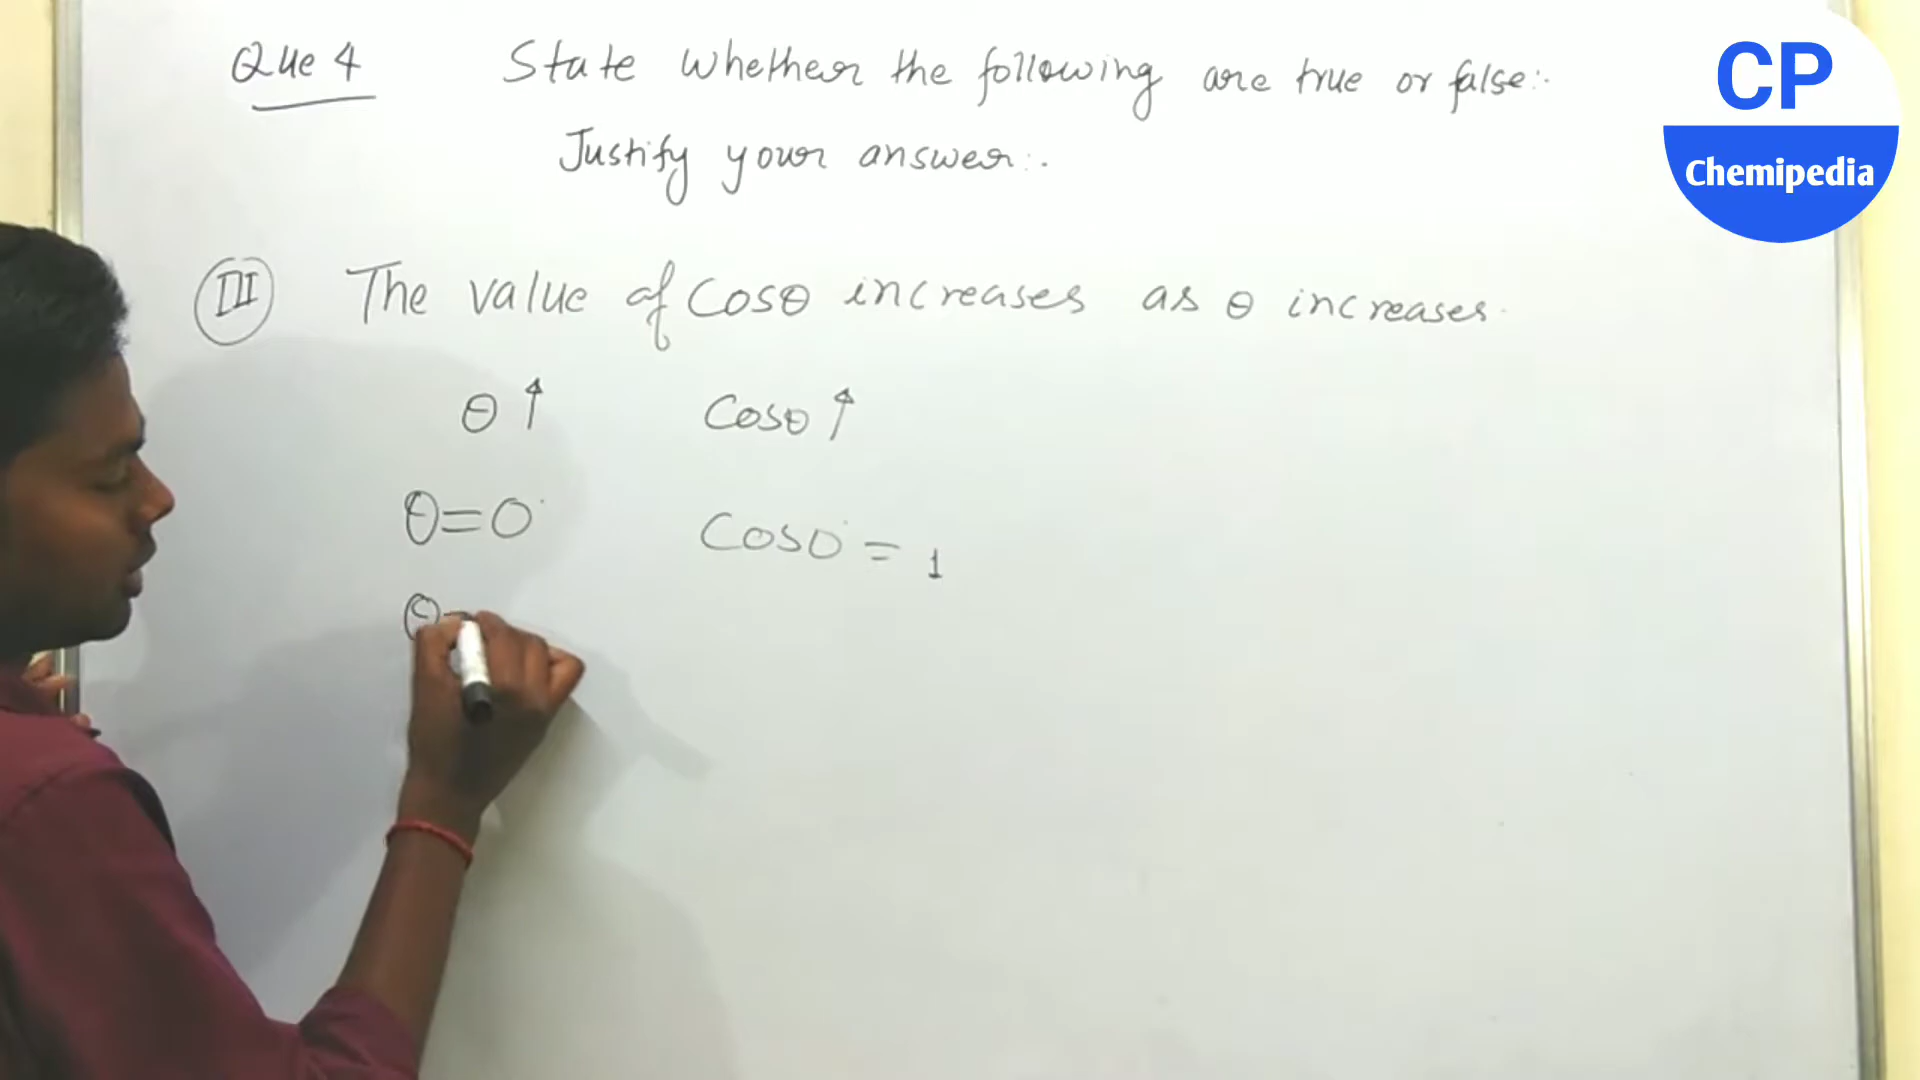 Que 4 State whether the following are true or false:-
Justify your answer:-
III The value of Cosθ increases as θ increases.
θ ↑ Cosθ ↑
θ=0° Cos0° = 1
θ=
CP
Chemipedia